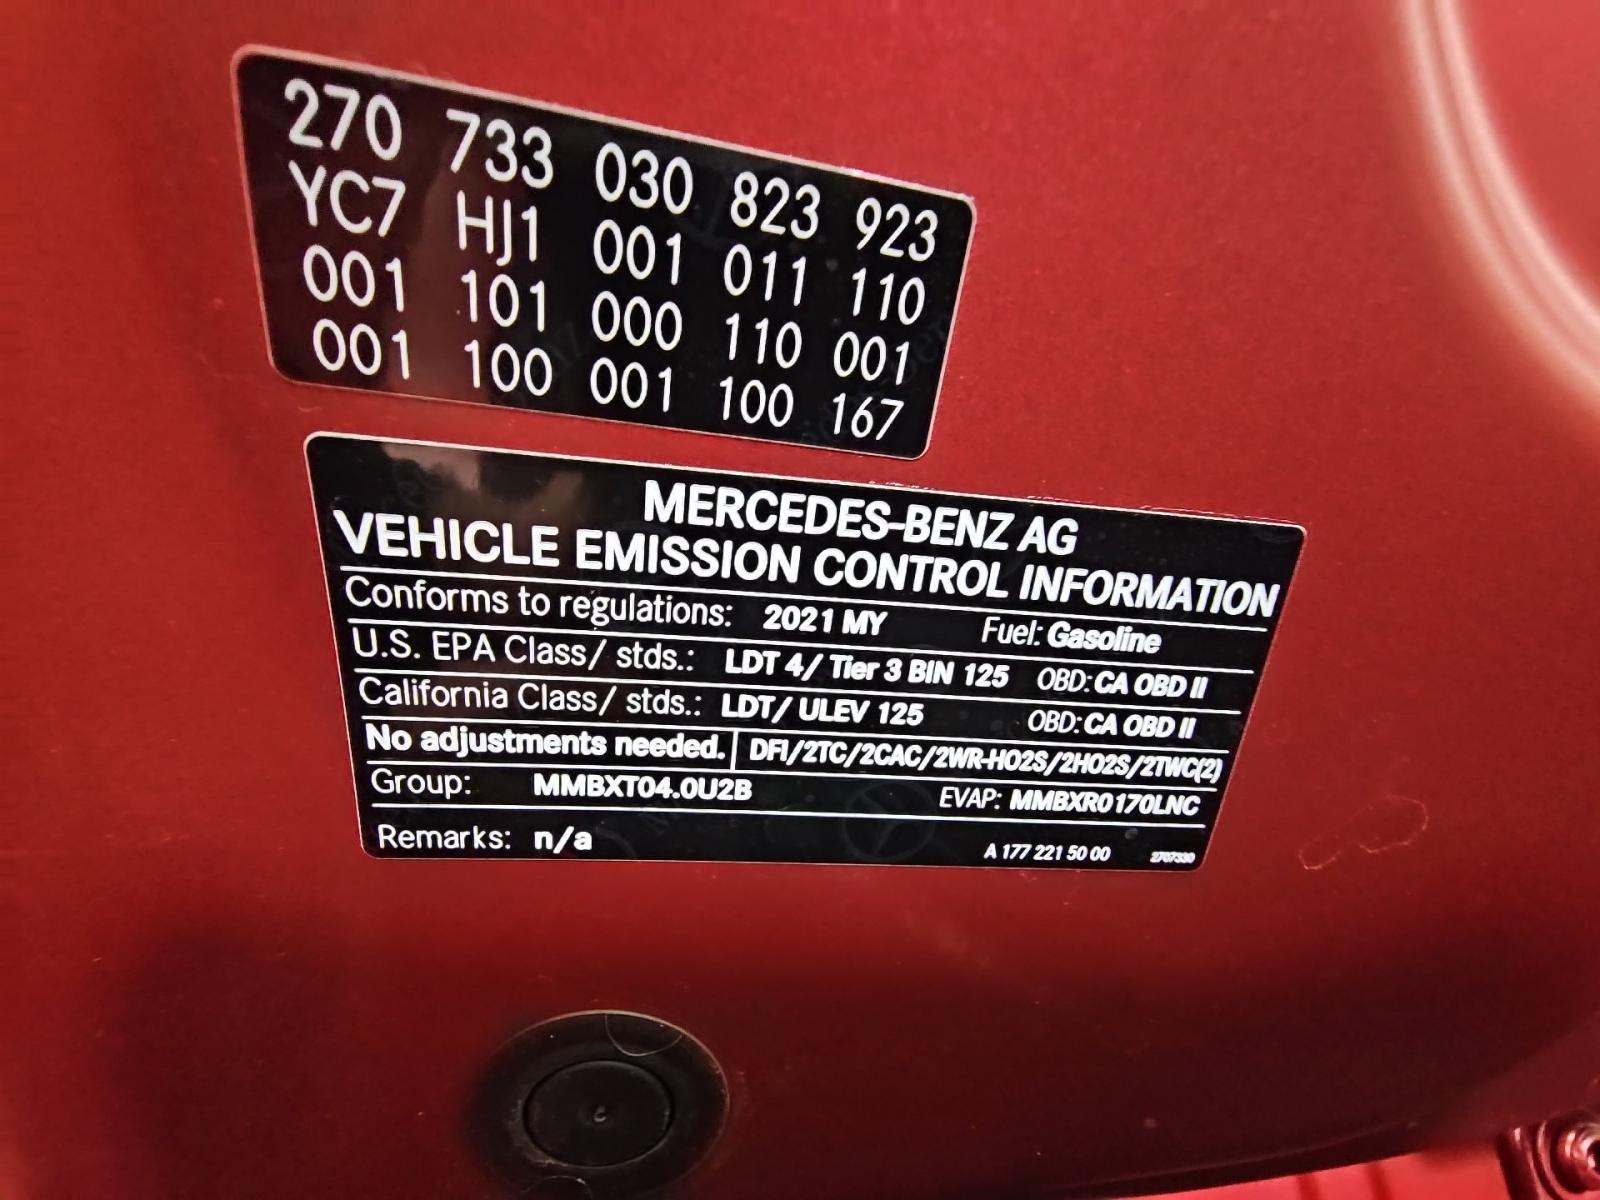 270 733 030 823 923
YC7 HJ1 001 011 110
001 101 000 110 001
001 100 001 100 167
MERCEDES-BENZ AG
VEHICLE EMISSION CONTROL INFORMATION
Conforms to regulations: 2021 MY Fuel: Gasoline
U.S. EPA Class/ stds.: LDT 4/ Tier 3 BIN 125 OBD: CA OBD II
California Class/ stds.: LDT/ ULEV 125 OBD: CA OBD II
No adjustments needed. DFI/2TC/2CAC/2WR-HO2S/2HO2S/2TWC(2)
Group: MMBXT04.0U2B EVAP: MMBXR0170LNC
Remarks: n/a A 177 221 50 00 2707330